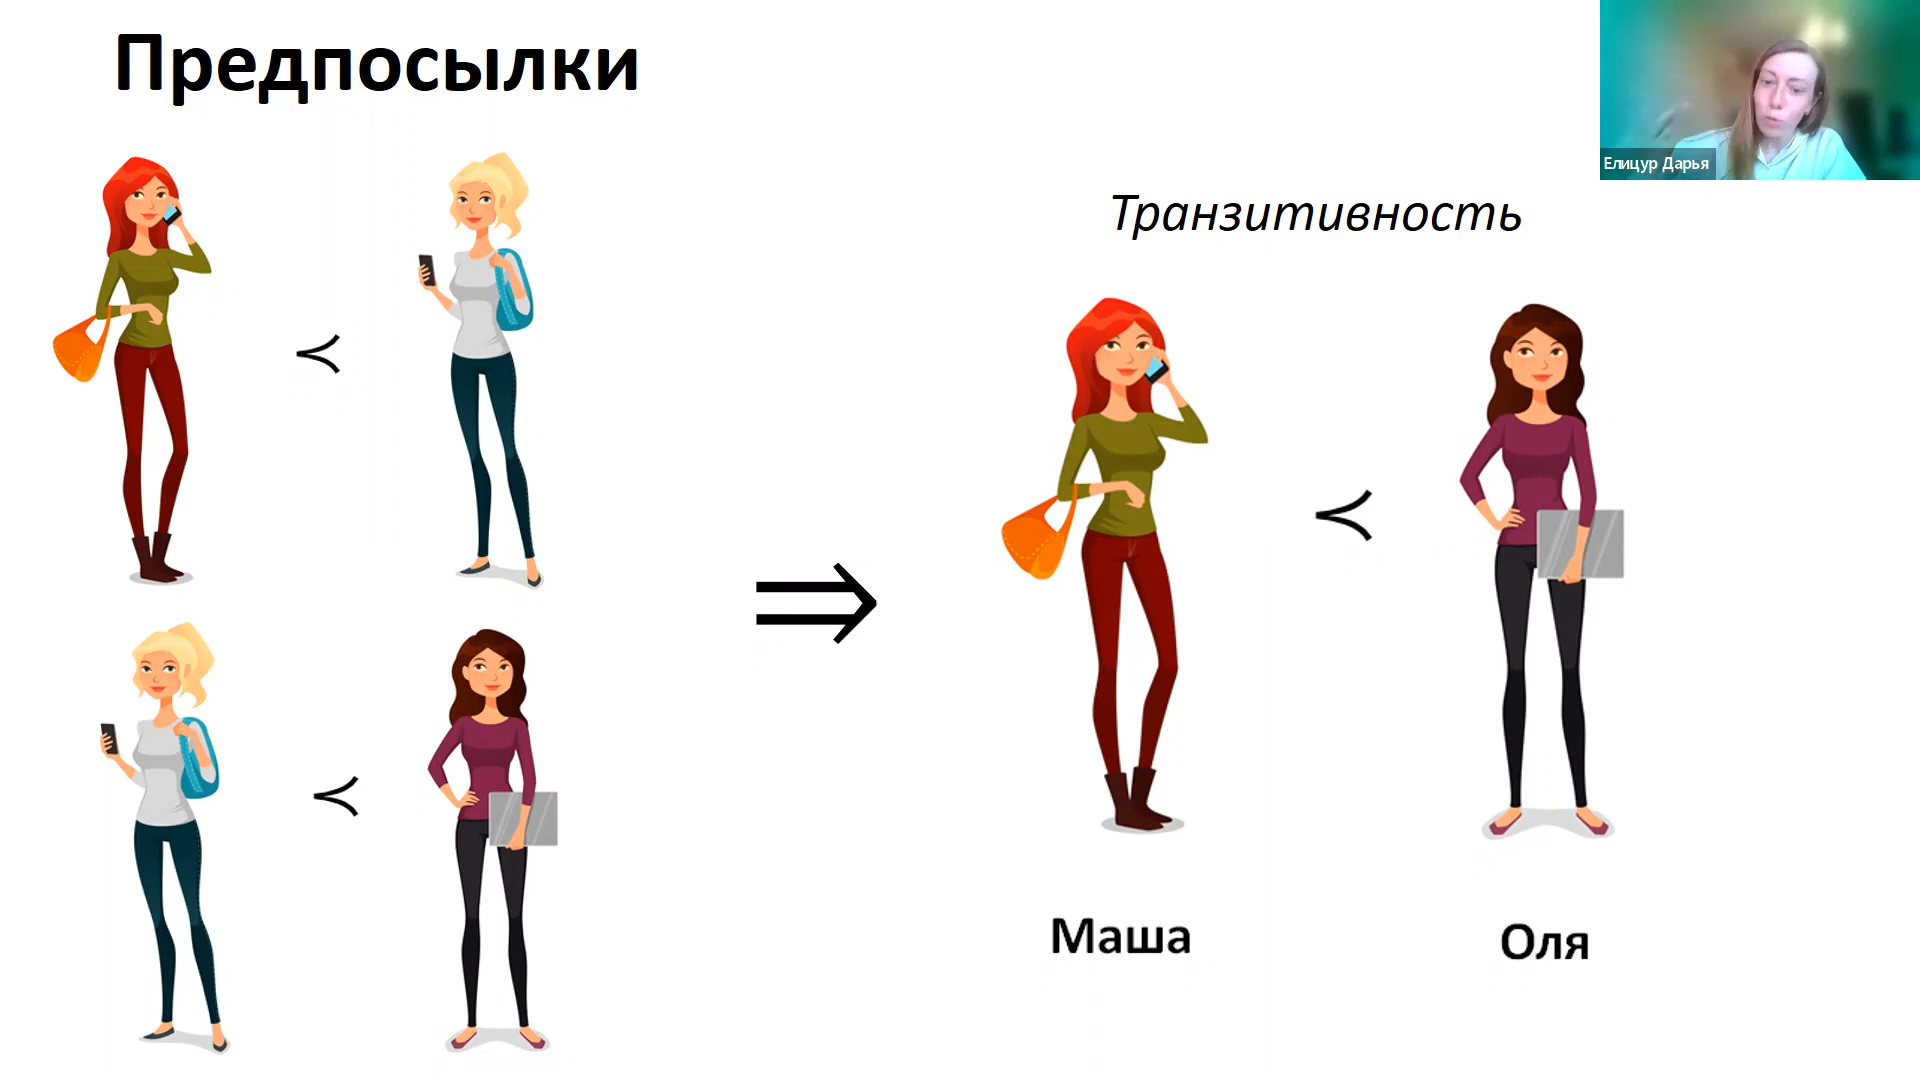 Предпосылки
Елицур Дарья
Транзитивность
≺
≺
⇒
≺
Маша
Оля